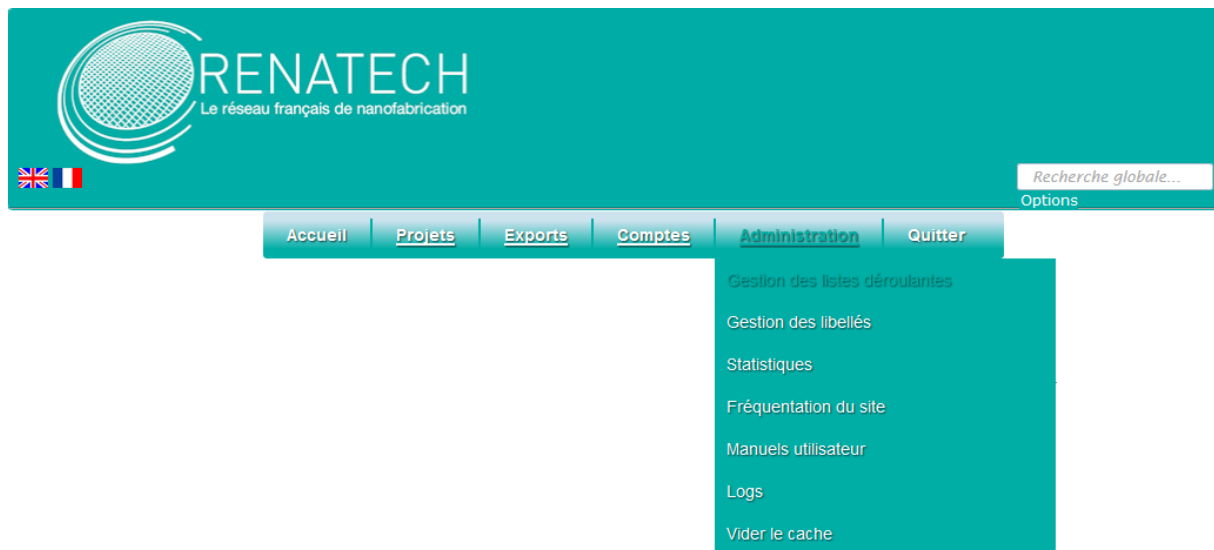 RENATECH
Le réseau français de nanofabrication
Recherche globale...
Options
Accueil Projets Exports Comptes Administration Quitter
Gestion des listes déroulantes
Gestion des libellés
Statistiques
Fréquentation du site
Manuels utilisateur
Logs
Vider le cache